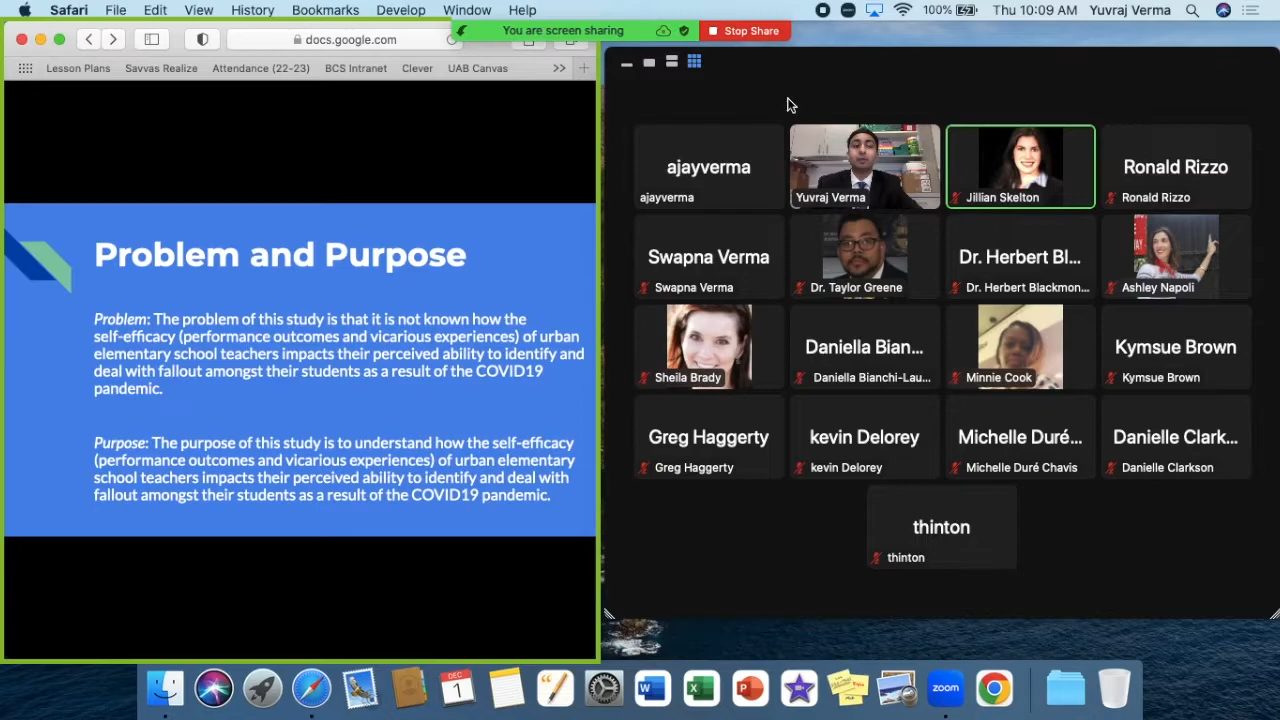 Safari File Edit View History Bookmarks Develop Window Help
100% Thu 10:09 AM Yuvraj Verma
You are screen sharing
Stop Share
docs.google.com
Lesson Plans Savvas Realize Attendance (22-23) BCS Intranet Clever UAB Canvas >> +
Problem and Purpose
Problem: The problem of this study is that it is not known how the
self-efficacy (performance outcomes and vicarious experiences) of urban
elementary school teachers impacts their perceived ability to identify and
deal with fallout amongst their students as a result of the COVID19
pandemic.
Purpose: The purpose of this study is to understand how the self-efficacy
(performance outcomes and vicarious experiences) of urban elementary
school teachers impacts their perceived ability to identify and deal with
fallout amongst their students as a result of the COVID19 pandemic.
ajayverma
Ronald Rizzo
ajayverma
Yuvraj Verma
Jillian Skelton
Ronald Rizzo
Swapna Verma
Dr. Herbert Bl...
Swapna Verma
Dr. Taylor Greene
Dr. Herbert Blackmon...
Ashley Napoli
Daniella Bian...
Kymsue Brown
Sheila Brady
Daniella Bianchi-Lau...
Minnie Cook
Kymsue Brown
Greg Haggerty
kevin Delorey
Michelle Duré...
Danielle Clark...
Greg Haggerty
kevin Delorey
Michelle Duré Chavis
Danielle Clarkson
thinton
thinton
DEC
1
W
X
P
zoom